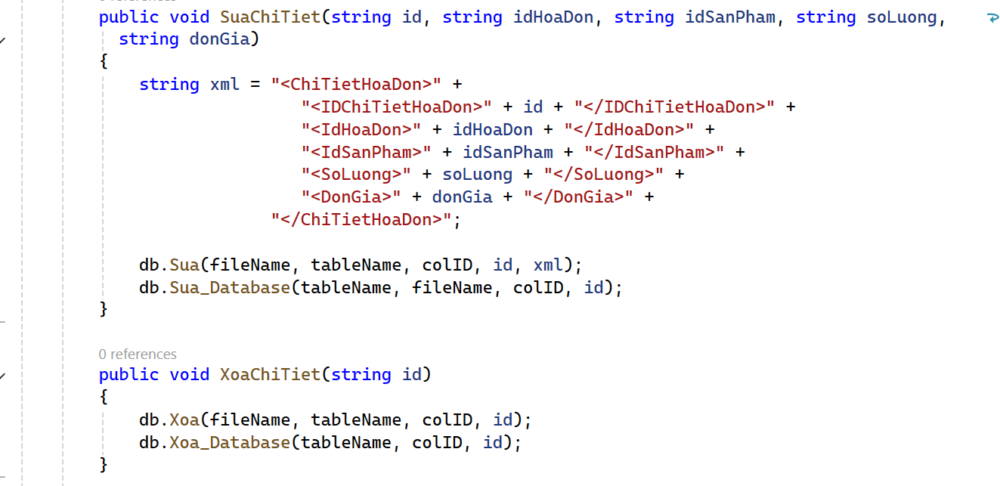 public void SuaChiTiet(string id, string idHoaDon, string idSanPham, string soLuong,
string donGia)
{
string xml = "<ChiTietHoaDon>" +
"<IDChiTietHoaDon>" + id + "</IDChiTietHoaDon>" +
"<IdHoaDon>" + idHoaDon + "</IdHoaDon>" +
"<IdSanPham>" + idSanPham + "</IdSanPham>" +
"<SoLuong>" + soLuong + "</SoLuong>" +
"<DonGia>" + donGia + "</DonGia>" +
"</ChiTietHoaDon>";
db.Sua(fileName, tableName, colID, id, xml);
db.Sua_Database(tableName, fileName, colID, id);
}
0 references
public void XoaChiTiet(string id)
{
db.Xoa(fileName, tableName, colID, id);
db.Xoa_Database(tableName, colID, id);
}